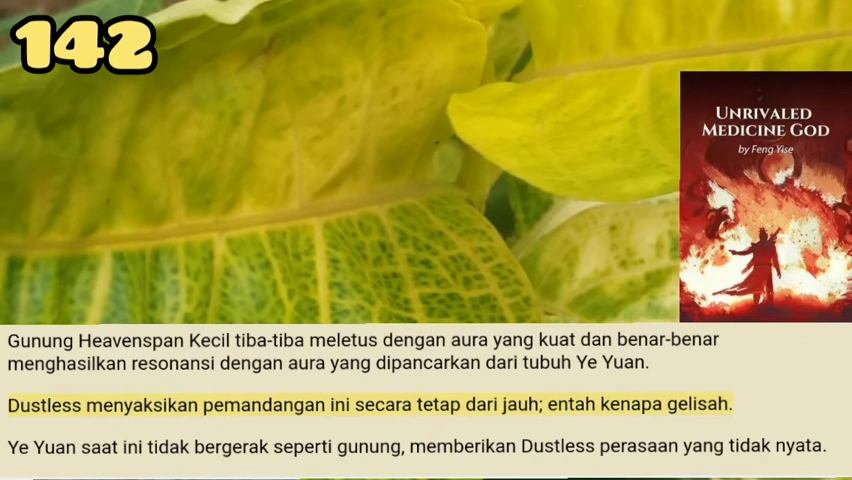 142
UNRIVALED
MEDICINE GOD
by Feng Yise
Gunung Heavenspan Kecil tiba-tiba meletus dengan aura yang kuat dan benar-benar
menghasilkan resonansi dengan aura yang dipancarkan dari tubuh Ye Yuan.
Dustless menyaksikan pemandangan ini secara tetap dari jauh; entah kenapa gelisah.
Ye Yuan saat ini tidak bergerak seperti gunung, memberikan Dustless perasaan yang tidak nyata.